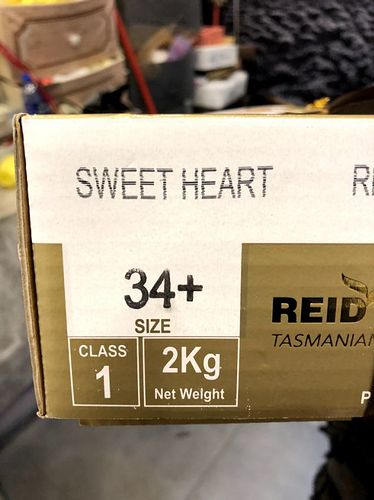 SWEET HEART
34+
SIZE
CLASS
1
2Kg
Net Weight
REID
TASMANIAN
P